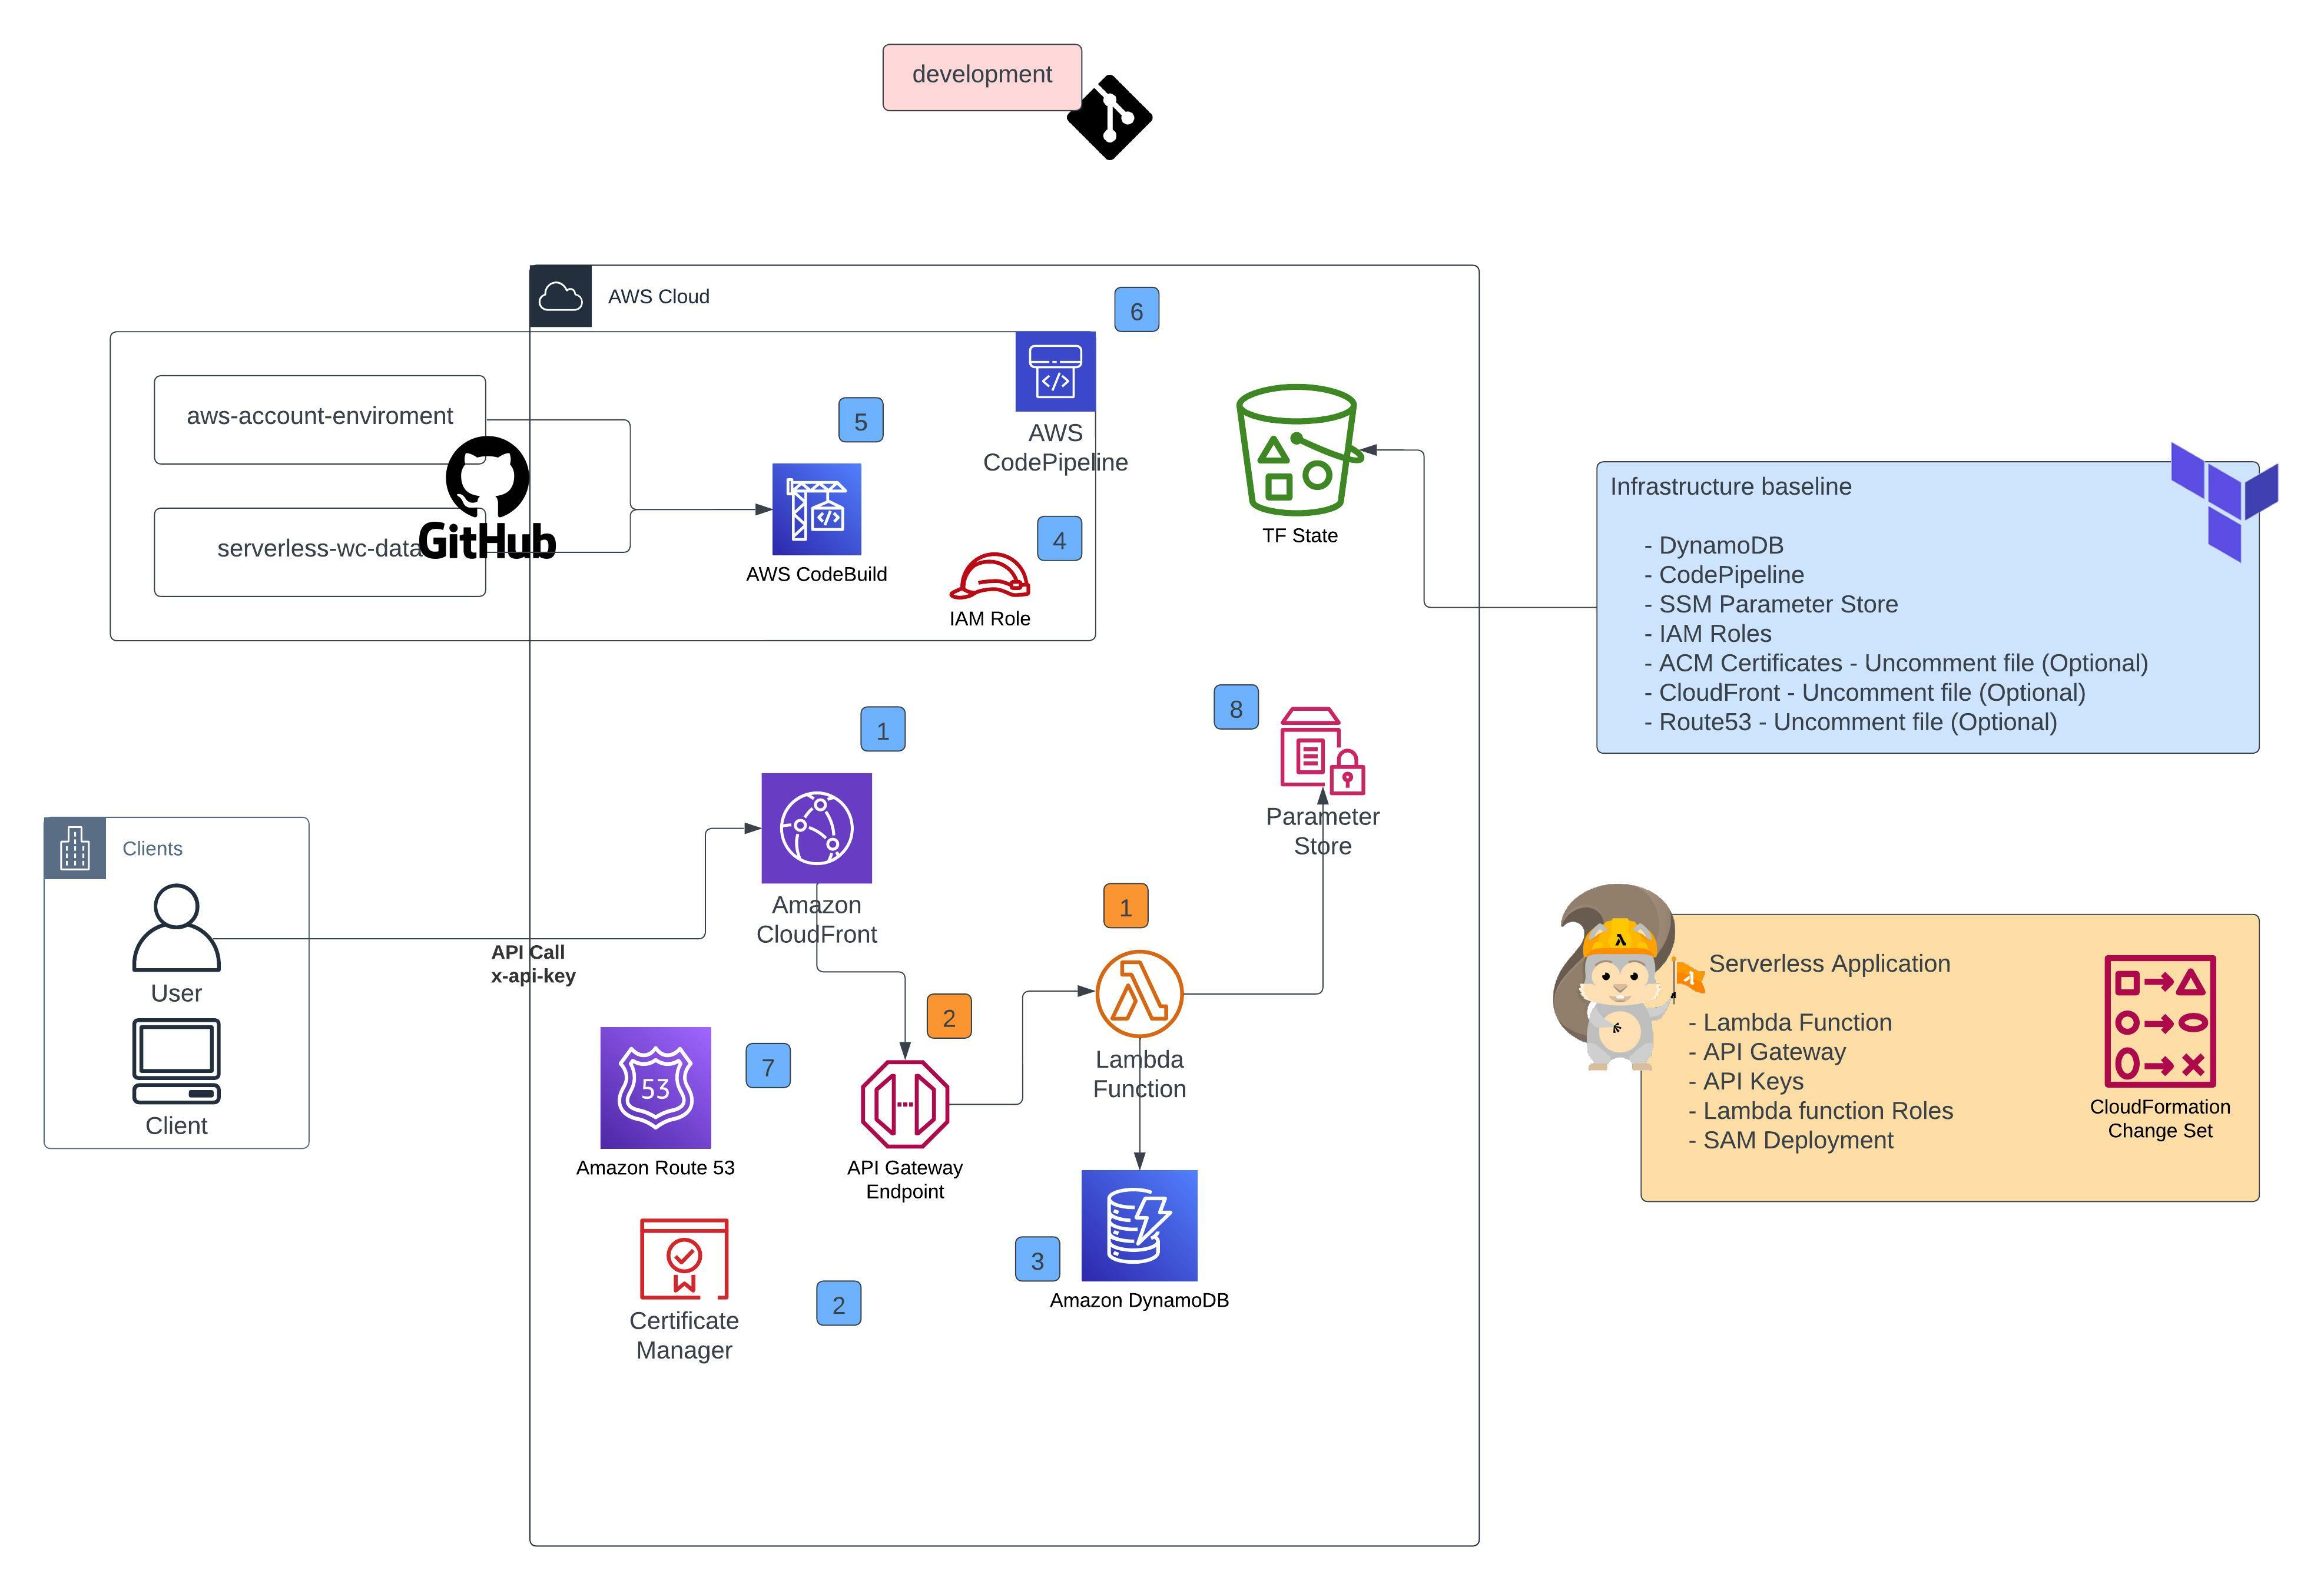 development
AWS Cloud
6
aws-account-enviroment
5
AWS
CodePipeline
GitHub
serverless-wc-data
AWS CodeBuild
4
IAM Role
TF State
Infrastructure baseline
- DynamoDB
- CodePipeline
- SSM Parameter Store
- IAM Roles
- ACM Certificates - Uncomment file (Optional)
- CloudFront - Uncomment file (Optional)
- Route53 - Uncomment file (Optional)
1
8
Parameter
Store
Clients
User
Client
API Call
x-api-key
Amazon
CloudFront
1
2
Lambda
Function
53
7
Amazon Route 53
API Gateway
Endpoint
3
Amazon DynamoDB
2
Certificate
Manager
λ
λ
Serverless Application
- Lambda Function
- API Gateway
- API Keys
- Lambda function Roles
- SAM Deployment
CloudFormation
Change Set